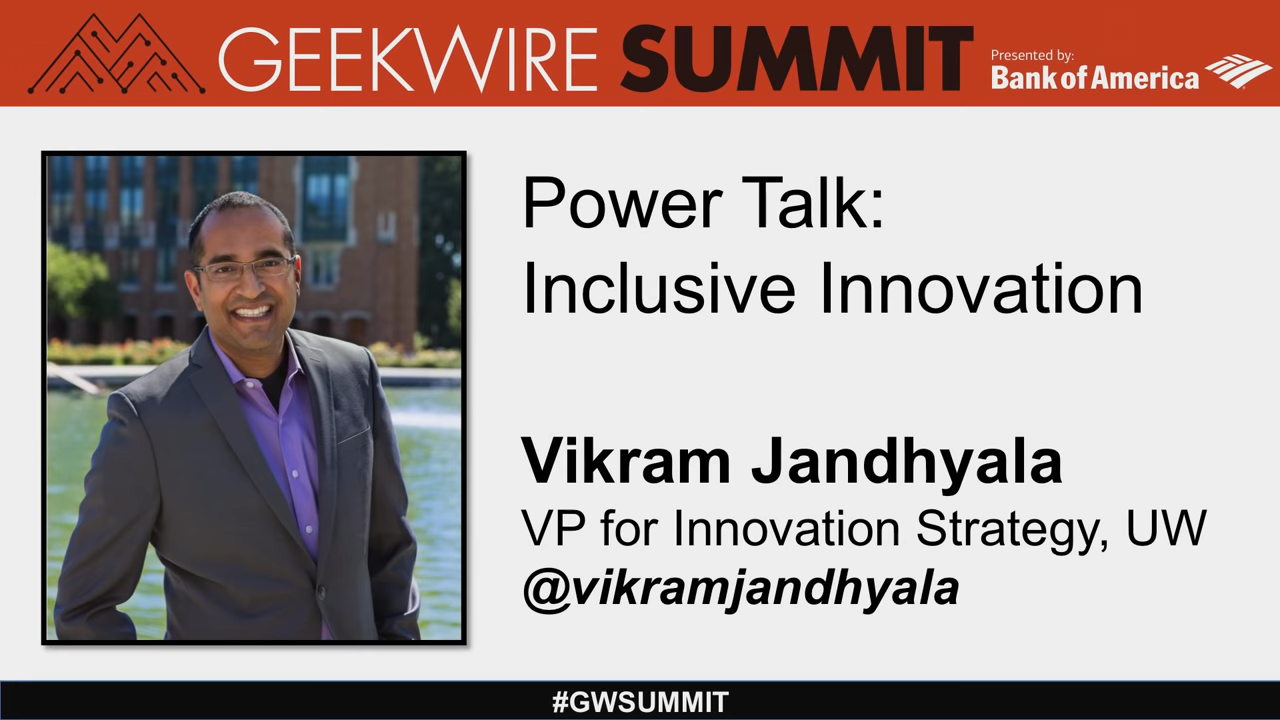 GEEKWIRE SUMMIT
Presented by:
Bank of America
Power Talk:
Inclusive Innovation
Vikram Jandhyala
VP for Innovation Strategy, UW
@vikramjandhyala
#GWSUMMIT